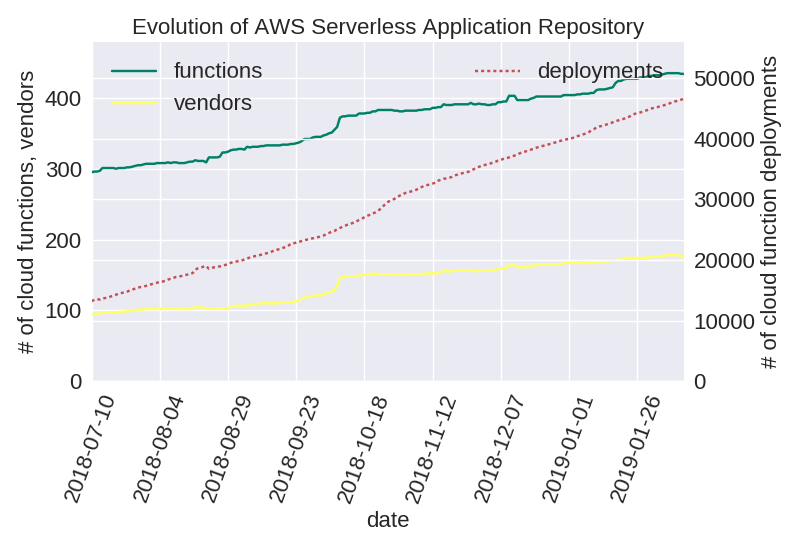 Evolution of AWS Serverless Application Repository
functions
vendors
deployments
# of cloud functions, vendors
400
300
200
100
0
50000
40000
30000
20000
10000
0
# of cloud function deployments
2018-07-10
2018-08-04
2018-08-29
2018-09-23
2018-10-18
2018-11-12
2018-12-07
2019-01-01
2019-01-26
date